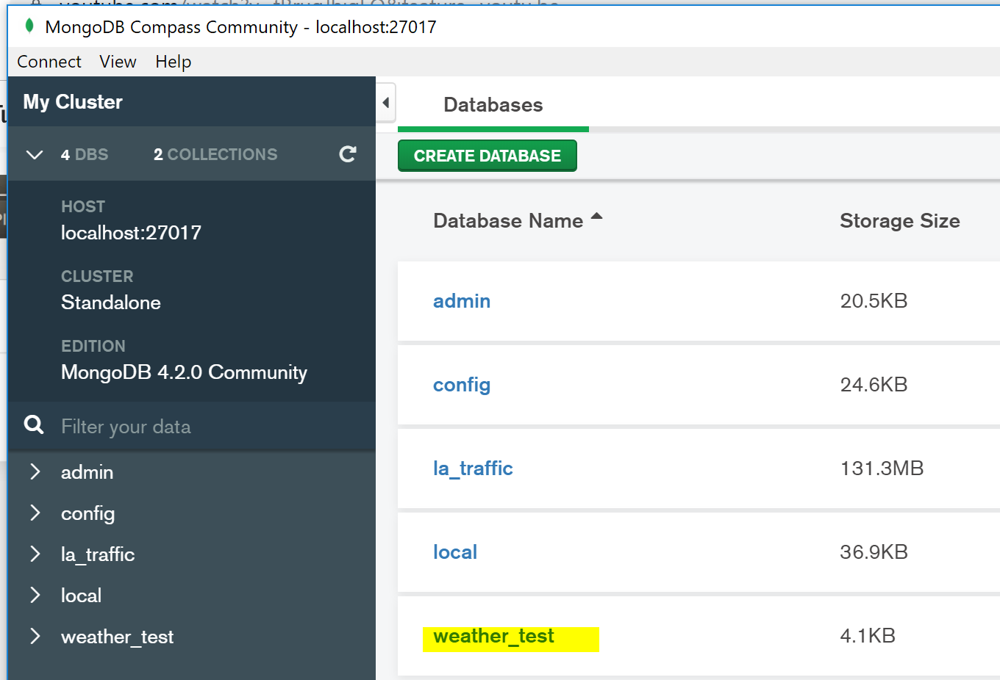 MongoDB Compass Community - localhost:27017
Connect View Help
My Cluster
4 DBS 2 COLLECTIONS
HOST
localhost:27017
CLUSTER
Standalone
EDITION
MongoDB 4.2.0 Community
Filter your data
admin
config
la_traffic
local
weather_test
Databases
CREATE DATABASE
Database Name Storage Size
admin 20.5KB
config 24.6KB
la_traffic 131.3MB
local 36.9KB
weather_test 4.1KB